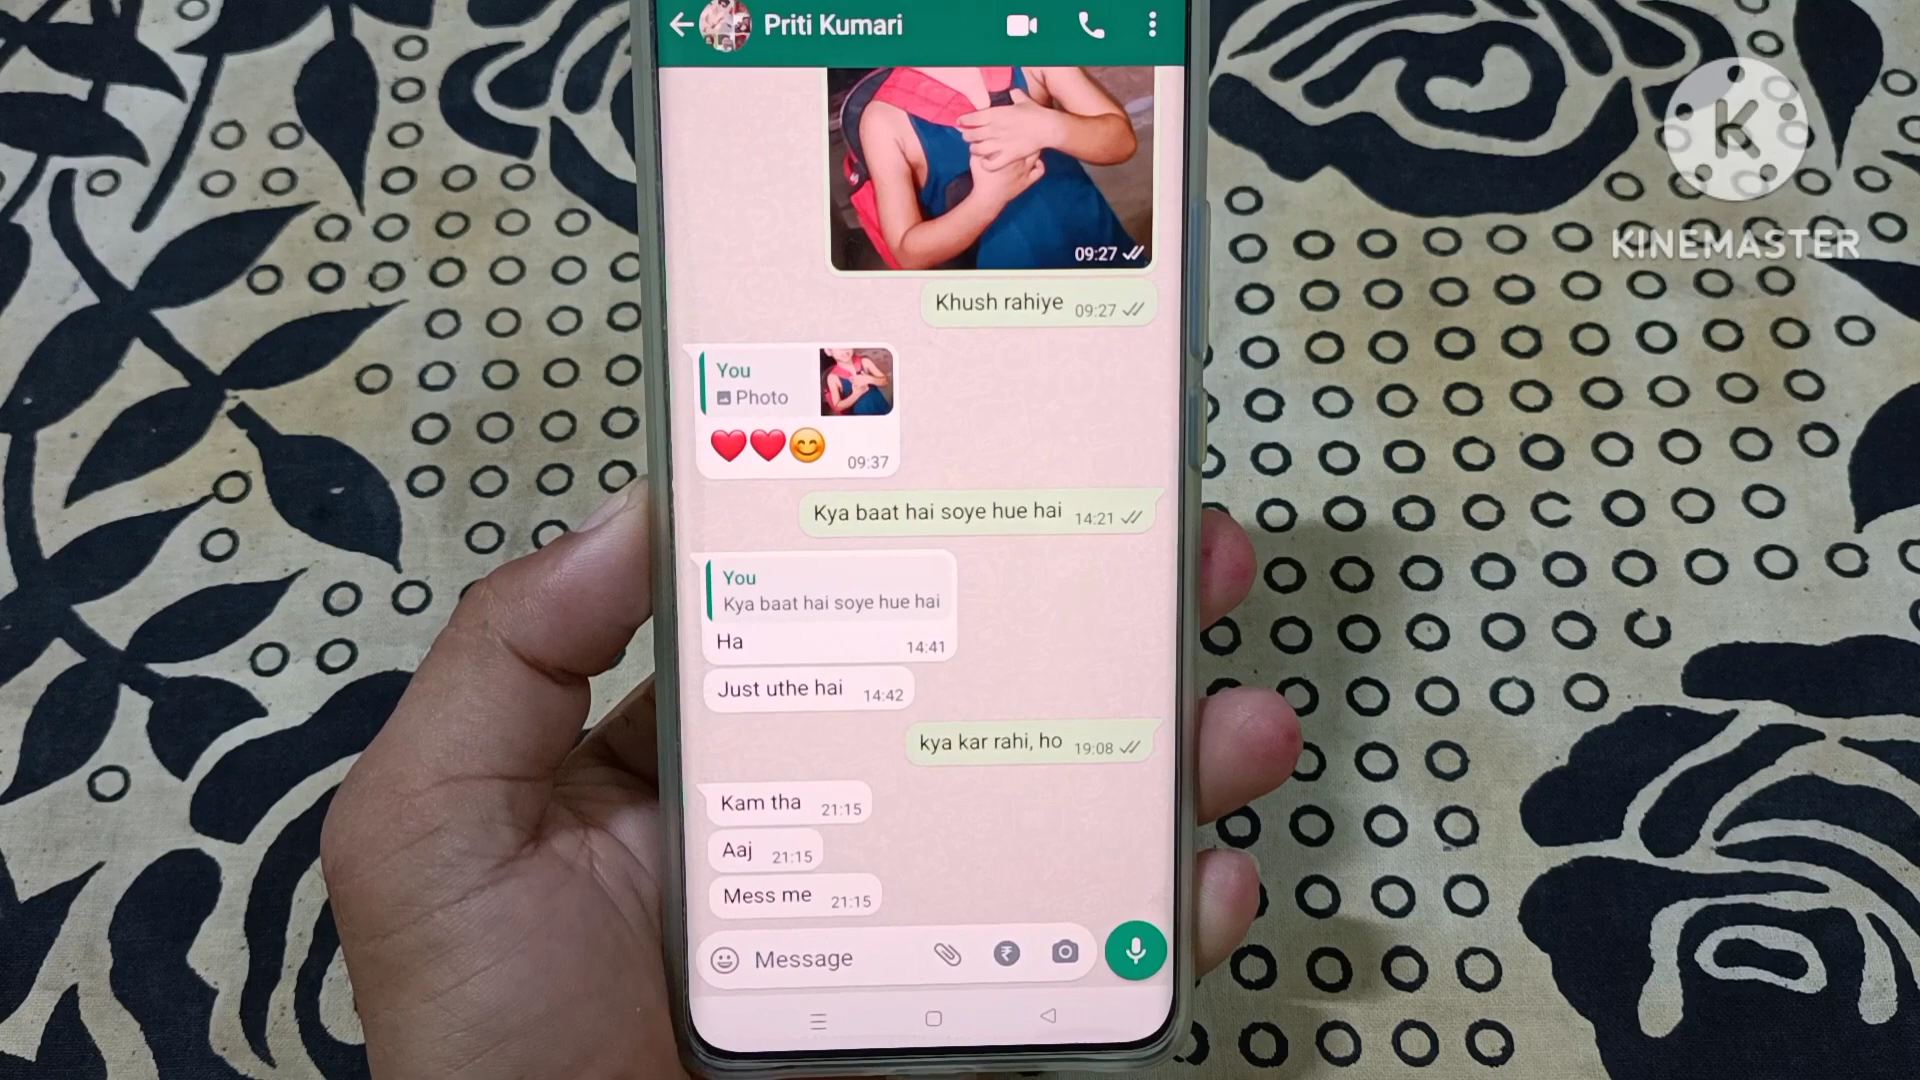 Priti Kumari
09:27
Khush rahiye 09:27
You
Photo
❤️❤️😊 09:37
Kya baat hai soye hue hai 14:21
You
Kya baat hai soye hue hai
Ha 14:41
Just uthe hai 14:42
kya kar rahi, ho 19:08
Kam tha 21:15
Aaj 21:15
Mess me 21:15
Message
K
KINEMASTER